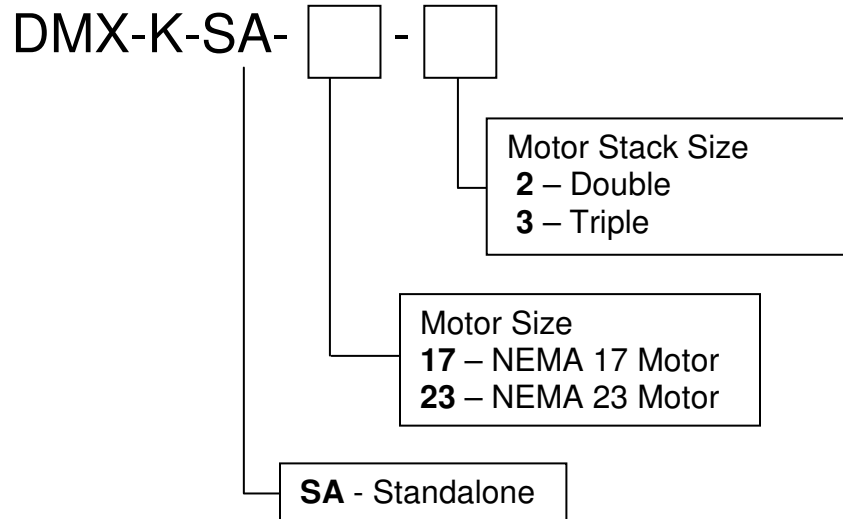 DMX-K-SA- -
Motor Stack Size
2 – Double
3 – Triple
Motor Size
17 – NEMA 17 Motor
23 – NEMA 23 Motor
SA - Standalone